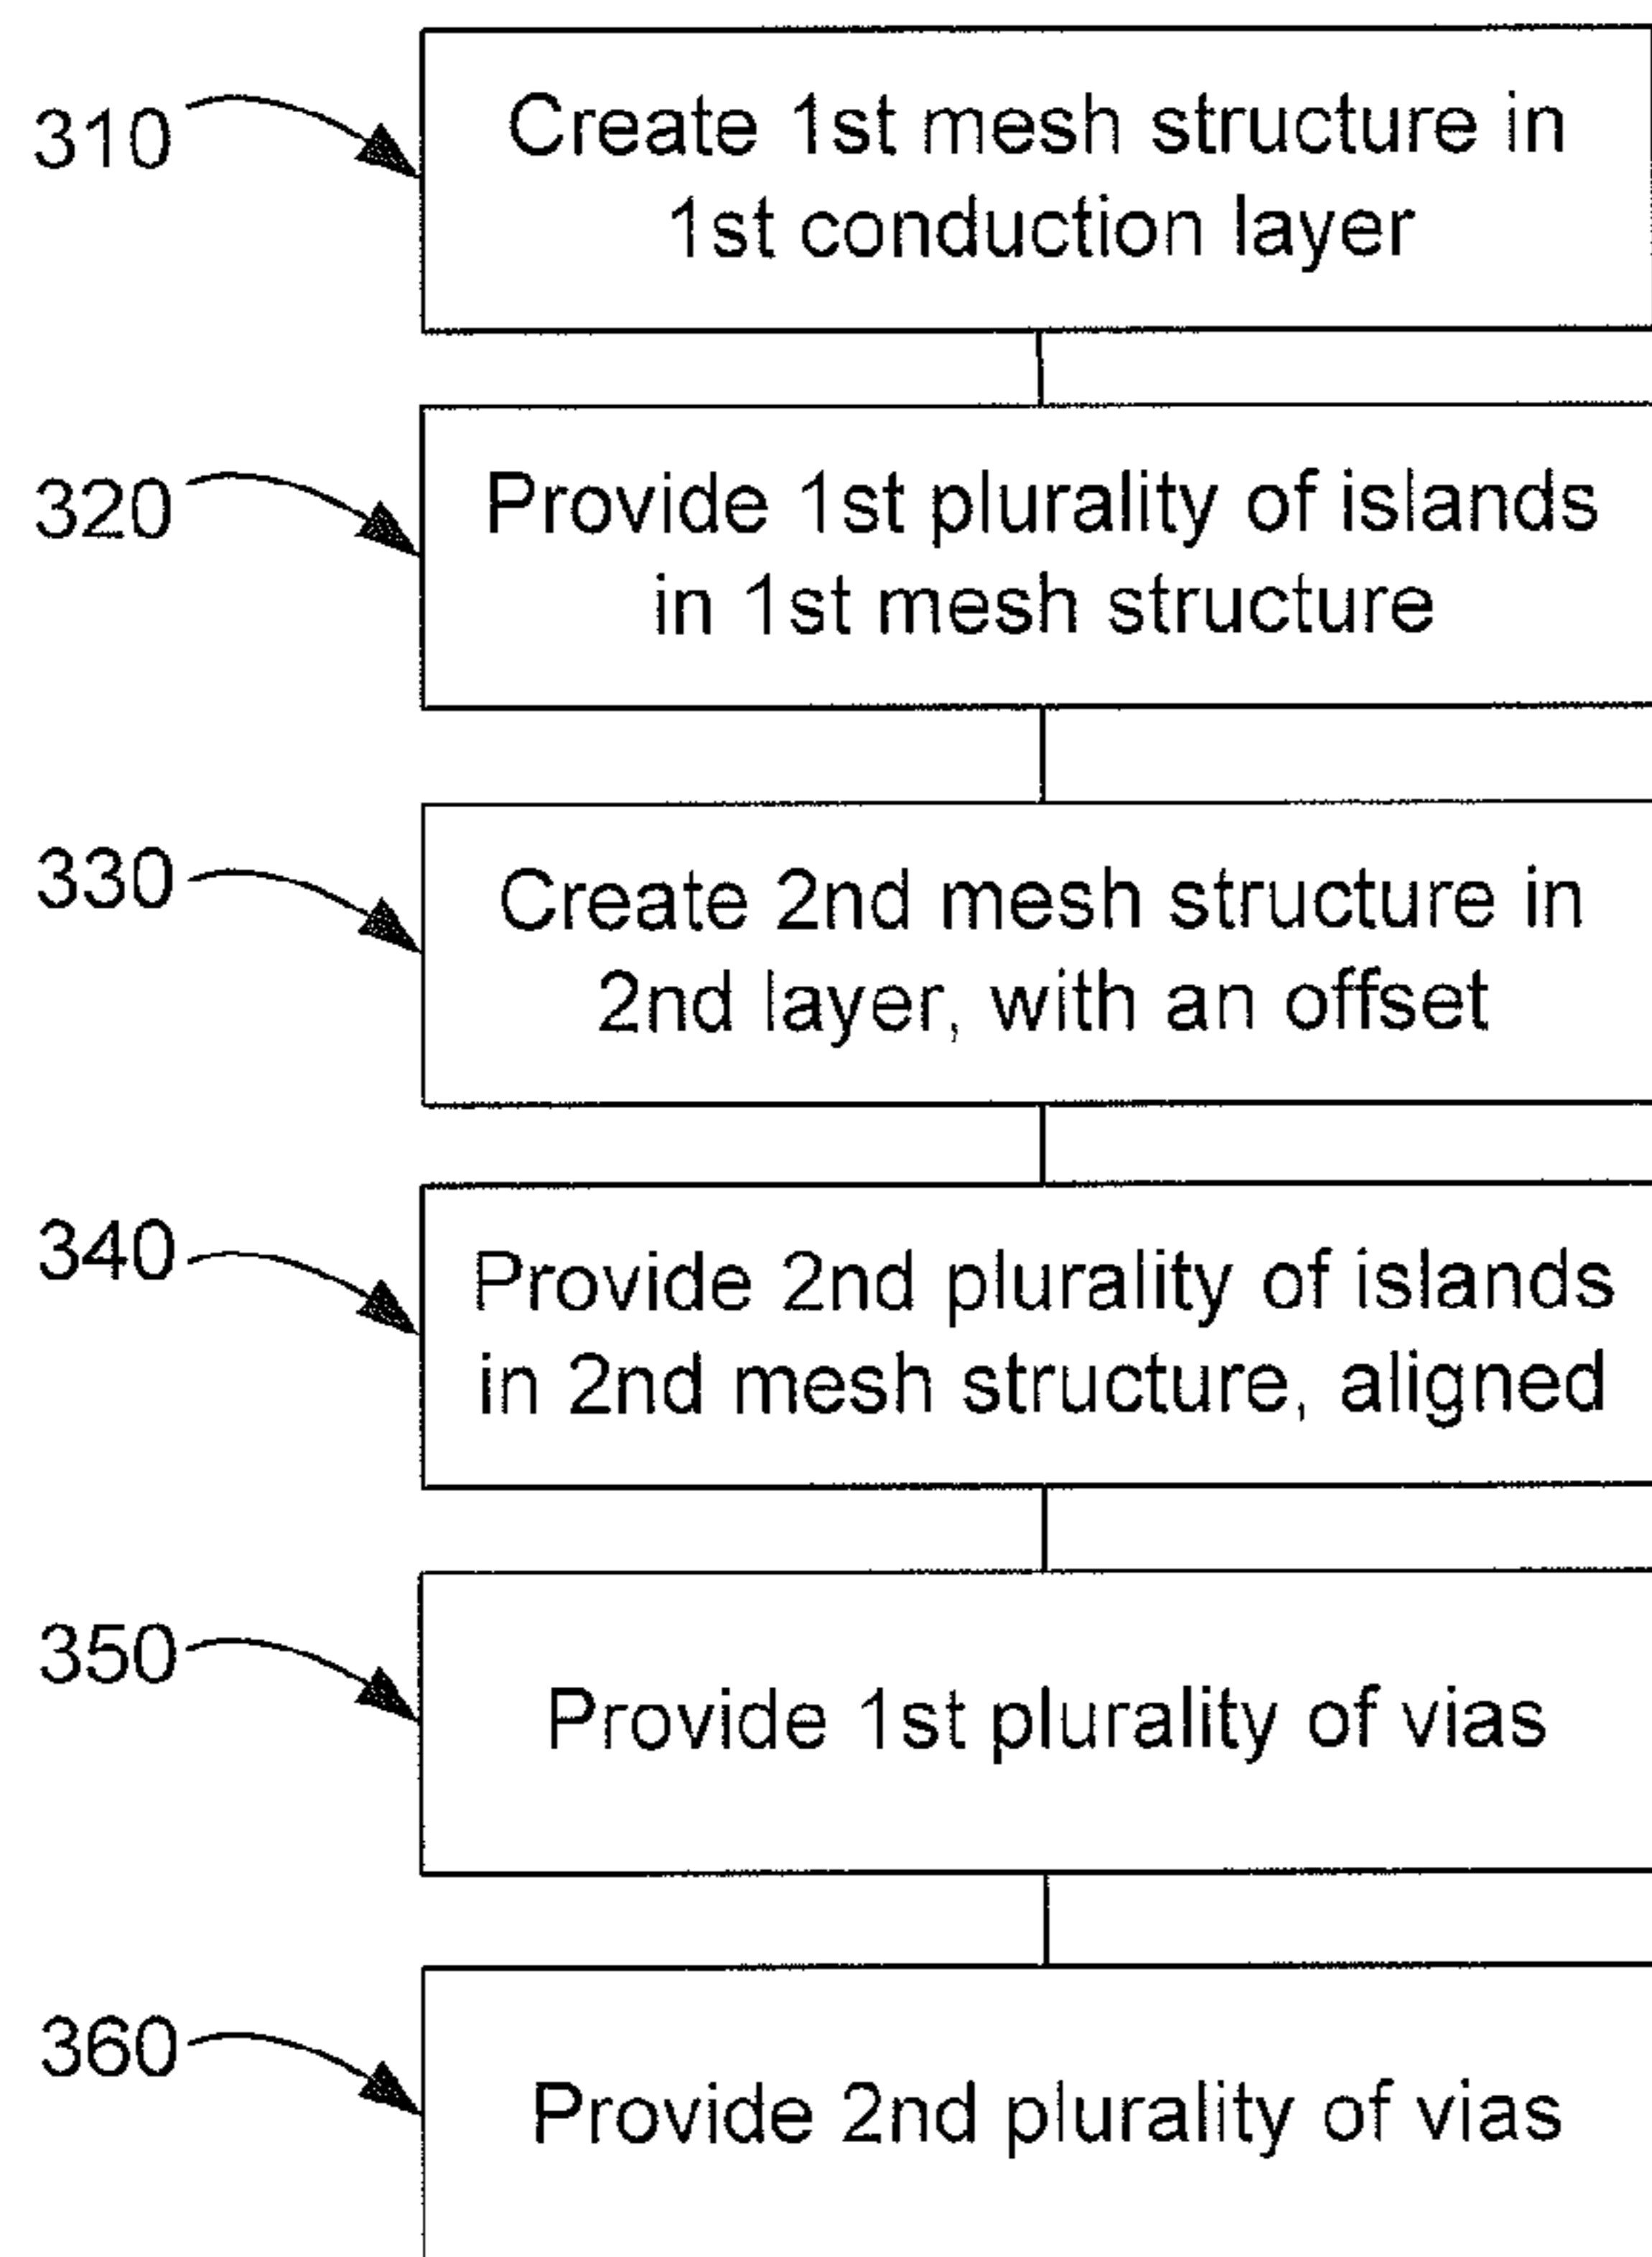 310
Create 1st mesh structure in
1st conduction layer
320
Provide 1st plurality of islands
in 1st mesh structure
330
Create 2nd mesh structure in
2nd layer, with an offset
340
Provide 2nd plurality of islands
in 2nd mesh structure, aligned
350
Provide 1st plurality of vias
360
Provide 2nd plurality of vias